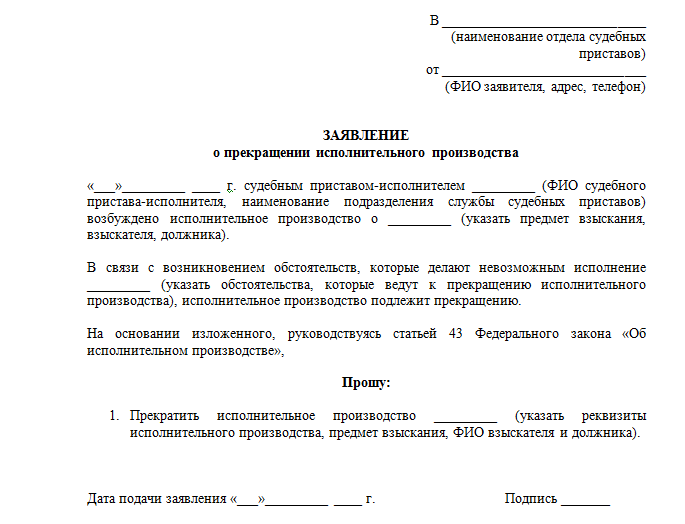 В _____________________________
(наименование отдела судебных
приставов)
от _____________________________
(ФИО заявителя, адрес, телефон)
ЗАЯВЛЕНИЕ
о прекращении исполнительного производства
«___»_________ ____ г. судебным приставом-исполнителем _________ (ФИО судебного
пристава-исполнителя, наименование подразделения службы судебных приставов)
возбуждено исполнительное производство о _________ (указать предмет взыскания,
взыскателя, должника).
В связи с возникновением обстоятельств, которые делают невозможным исполнение
_________ (указать обстоятельства, которые ведут к прекращению исполнительного
производства), исполнительное производство подлежит прекращению.
На основании изложенного, руководствуясь статьей 43 Федерального закона «Об
исполнительном производстве»,
Прошу:
1. Прекратить исполнительное производство _________ (указать реквизиты
исполнительного производства, предмет взыскания, ФИО взыскателя и должника).
Дата подачи заявления «___»_________ ____ г. Подпись _______